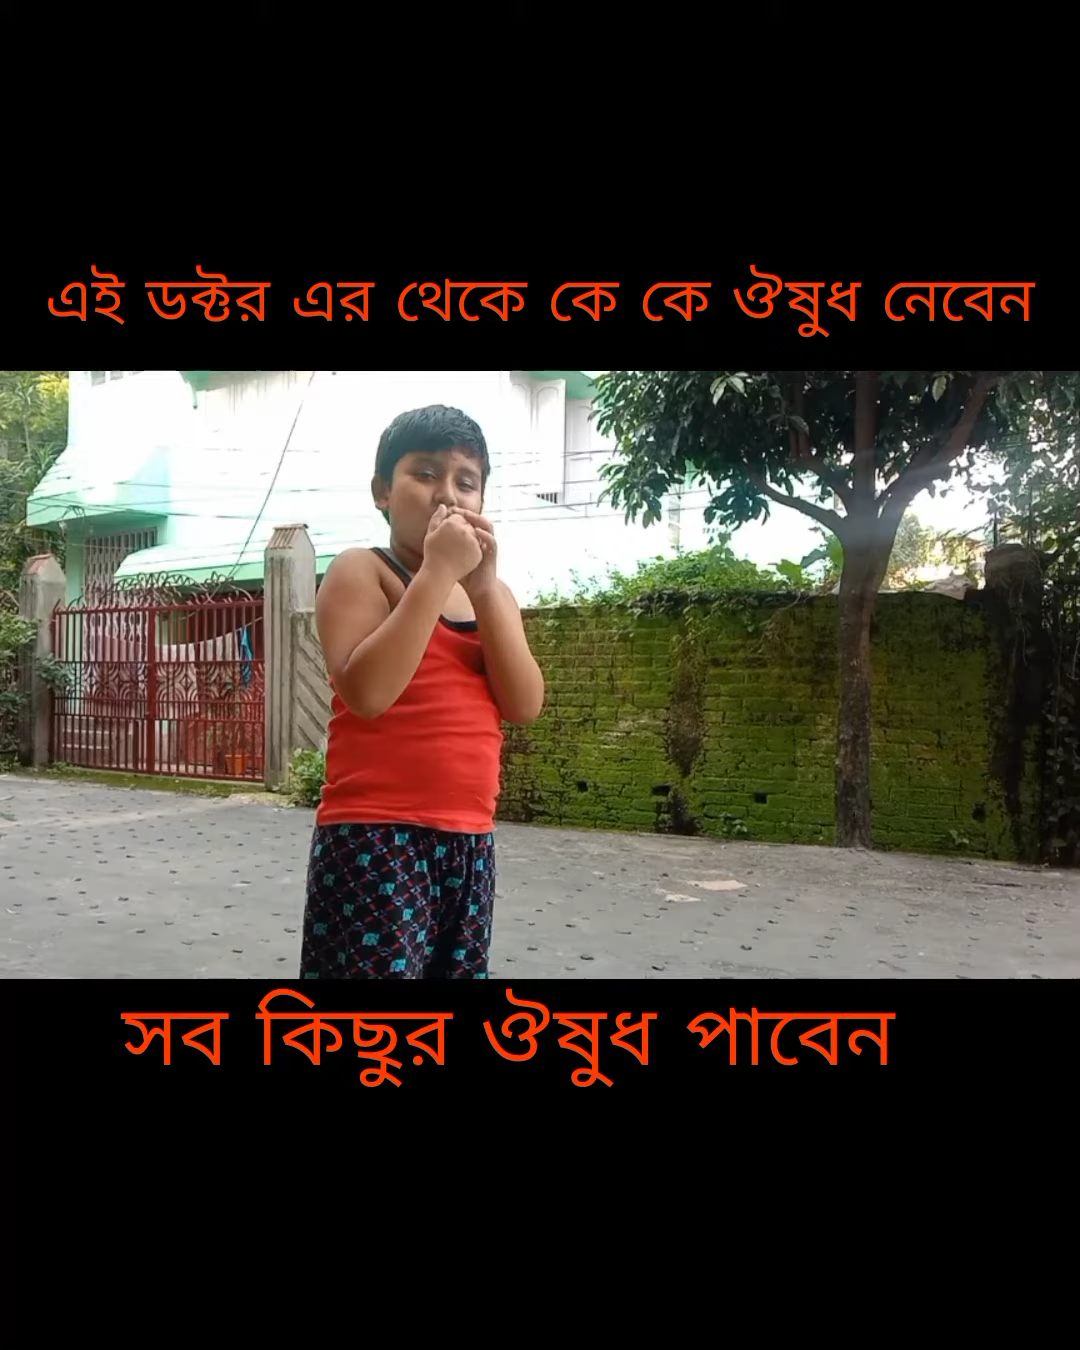 এই ডক্টর এর থেকে কে কে ঔষুধ নেবেন
সব কিছুর ঔষুধ পাবেন